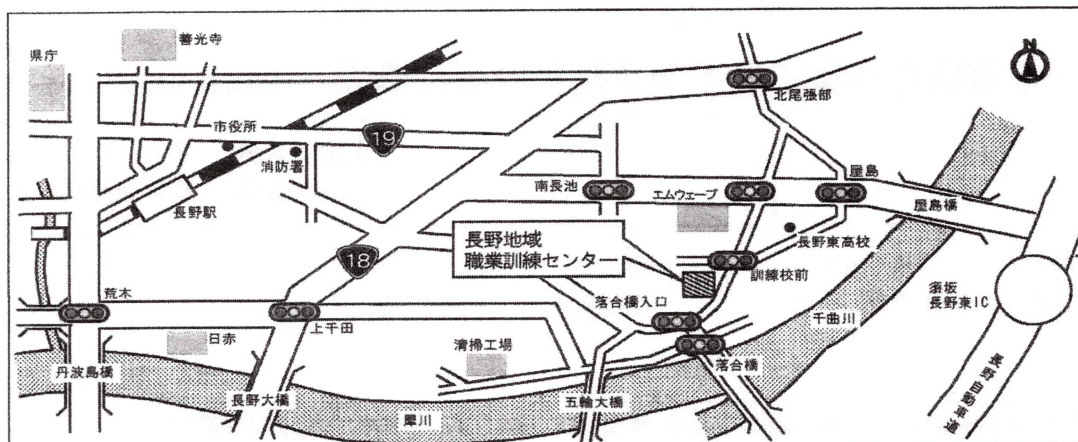 N
善光寺
県庁
北尾張部
市役所
19
消防署
屋島
南長池
エムウェーブ
屋島橋
長野駅
長野東高校
長野地域
職業訓練センター
18
訓練校前
須坂
長野東IC
荒木
落合橋入口
千曲川
上千田
日赤
清掃工場
落合橋
丹波島橋
長野大橋
五輪大橋
犀川
長野自動車道